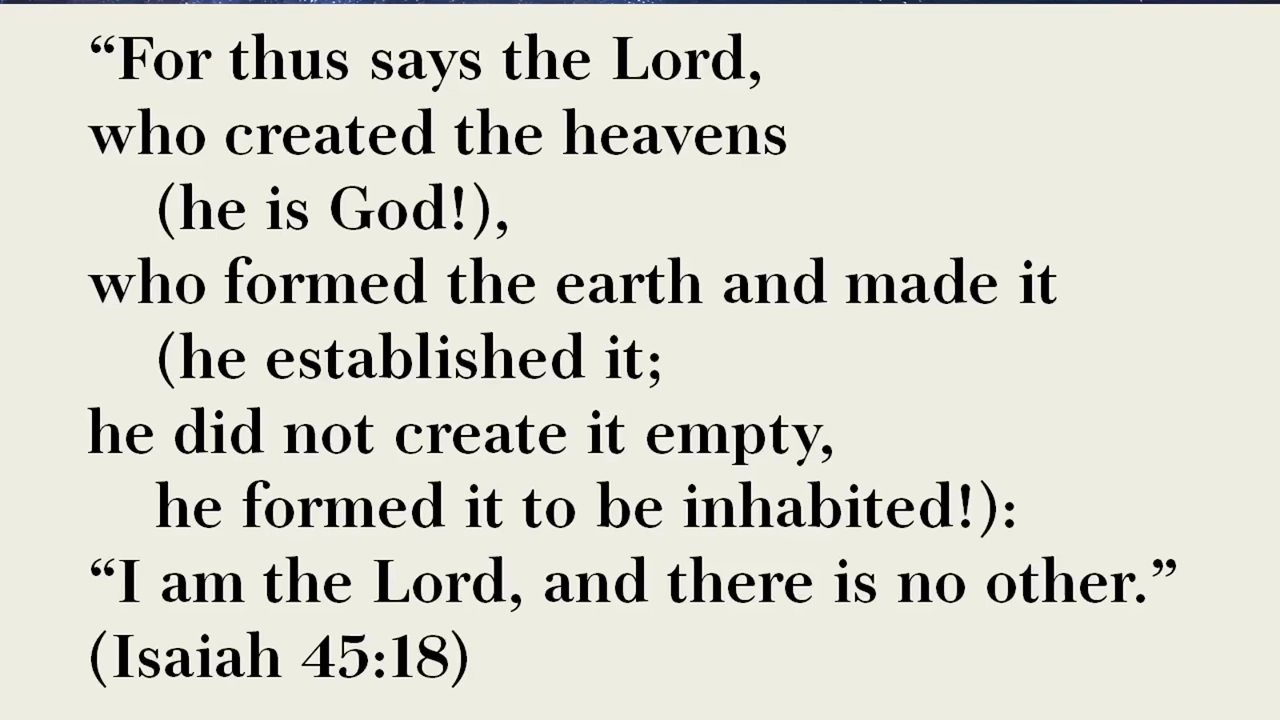 “For thus says the Lord,
who created the heavens
(he is God!),
who formed the earth and made it
(he established it;
he did not create it empty,
he formed it to be inhabited!):
“I am the Lord, and there is no other.”
(Isaiah 45:18)